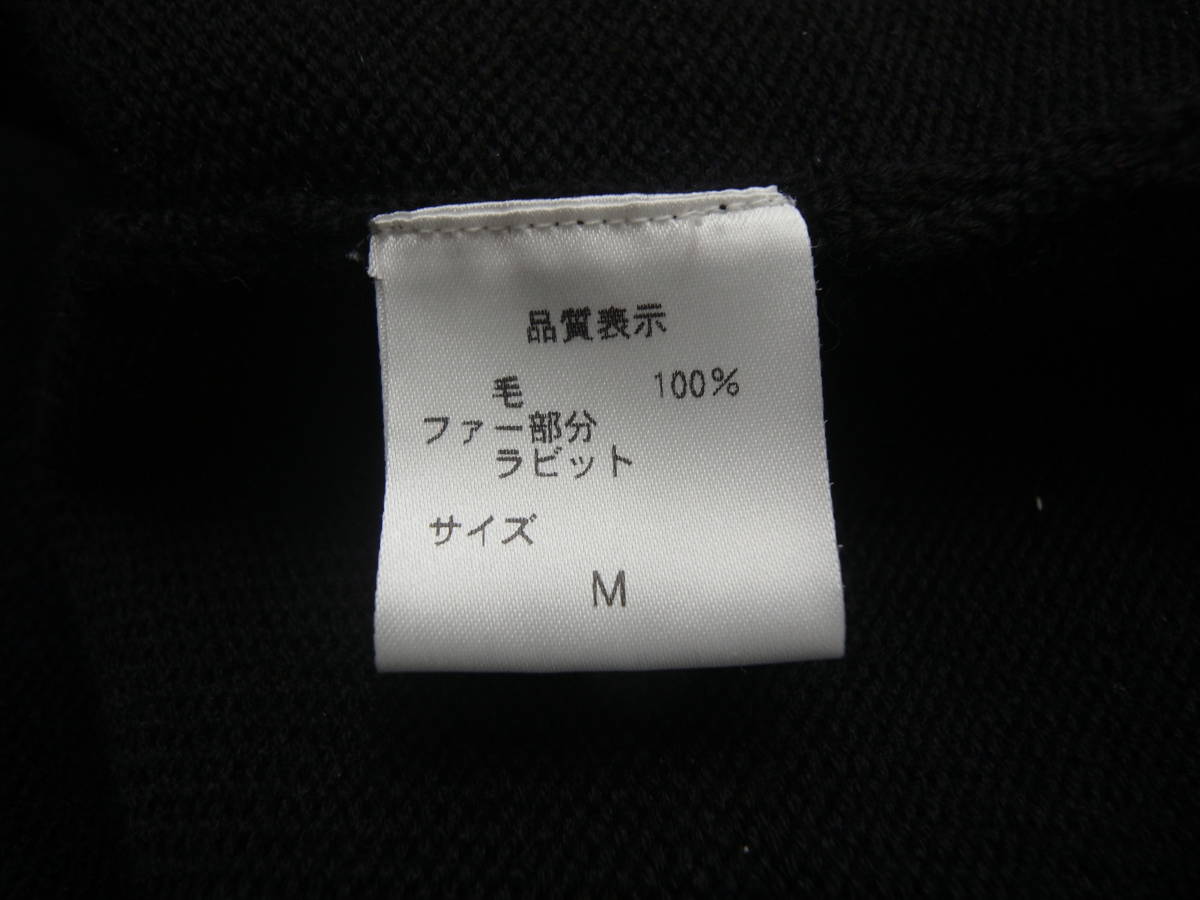 品質表示
毛 100%
ファー部分
ラビット
サイズ
M